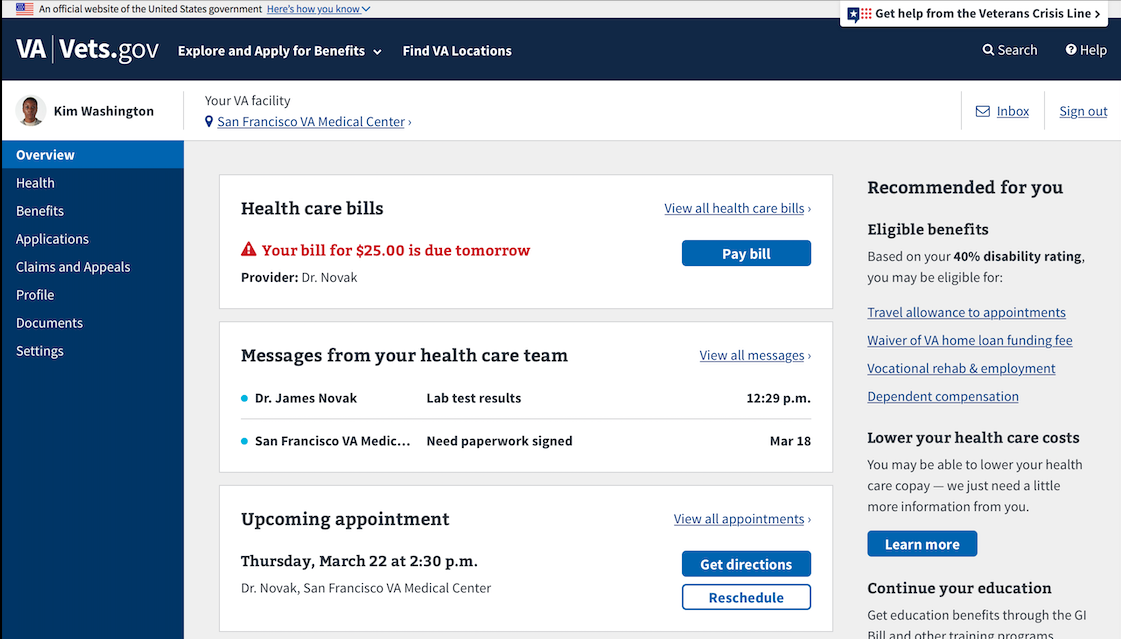 An official website of the United States government Here's how you know
Get help from the Veterans Crisis Line
VA Vets.gov Explore and Apply for Benefits Find VA Locations Search Help
Kim Washington
Your VA facility
San Francisco VA Medical Center ›
Inbox Sign out
Overview
Health
Benefits
Applications
Claims and Appeals
Profile
Documents
Settings
Health care bills View all health care bills ›
Your bill for $25.00 is due tomorrow Pay bill
Provider: Dr. Novak
Messages from your health care team View all messages ›
Dr. James Novak Lab test results 12:29 p.m.
San Francisco VA Medic... Need paperwork signed Mar 18
Upcoming appointment View all appointments ›
Thursday, March 22 at 2:30 p.m. Get directions
Dr. Novak, San Francisco VA Medical Center
Reschedule
Recommended for you
Eligible benefits
Based on your 40% disability rating,
you may be eligible for:
Travel allowance to appointments
Waiver of VA home loan funding fee
Vocational rehab & employment
Dependent compensation
Lower your health care costs
You may be able to lower your health
care copay — we just need a little
more information from you.
Learn more
Continue your education
Get education benefits through the GI
Bill and other training programs